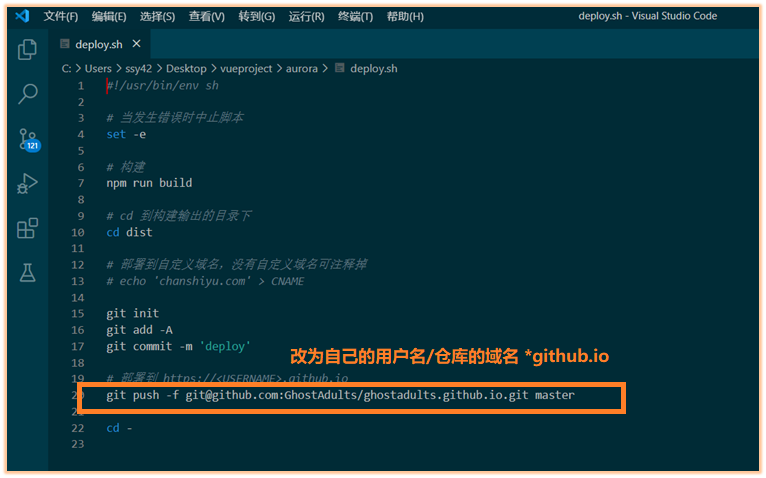 文件(F) 编辑(E) 选择(S) 查看(V) 转到(G) 运行(R) 终端(T) 帮助(H) deploy.sh - Visual Studio Code
deploy.sh
C: > Users > ssy42 > Desktop > vueproject > aurora > deploy.sh
1 #!/usr/bin/env sh
2
3 # 当发生错误时中止脚本
4 set -e
5
6 # 构建
7 npm run build
8
9 # cd 到构建输出的目录下
10 cd dist
11
12 # 部署到自定义域名，没有自定义域名可注释掉
13 # echo 'chanshiyu.com' > CNAME
14
15 git init
16 git add -A
17 git commit -m 'deploy'
改为自己的用户名/仓库的域名 *github.io
18
19 # 部署到 https://<USERNAME>.github.io
20 git push -f git@github.com:GhostAdults/ghostadults.github.io.git master
21
22 cd -
23
121